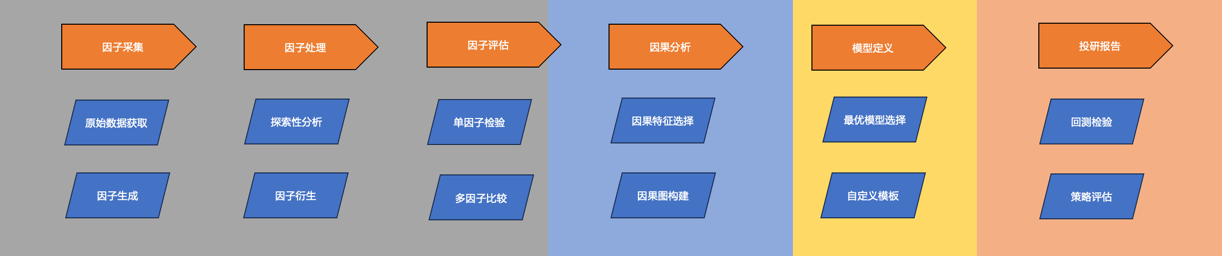 因子采集
因子处理
因子评估
因果分析
模型定义
投研报告
原始数据获取
探索性分析
单因子检验
因果特征选择
最优模型选择
回测检验
因子生成
因子衍生
多因子比较
因果图构建
自定义模板
策略评估